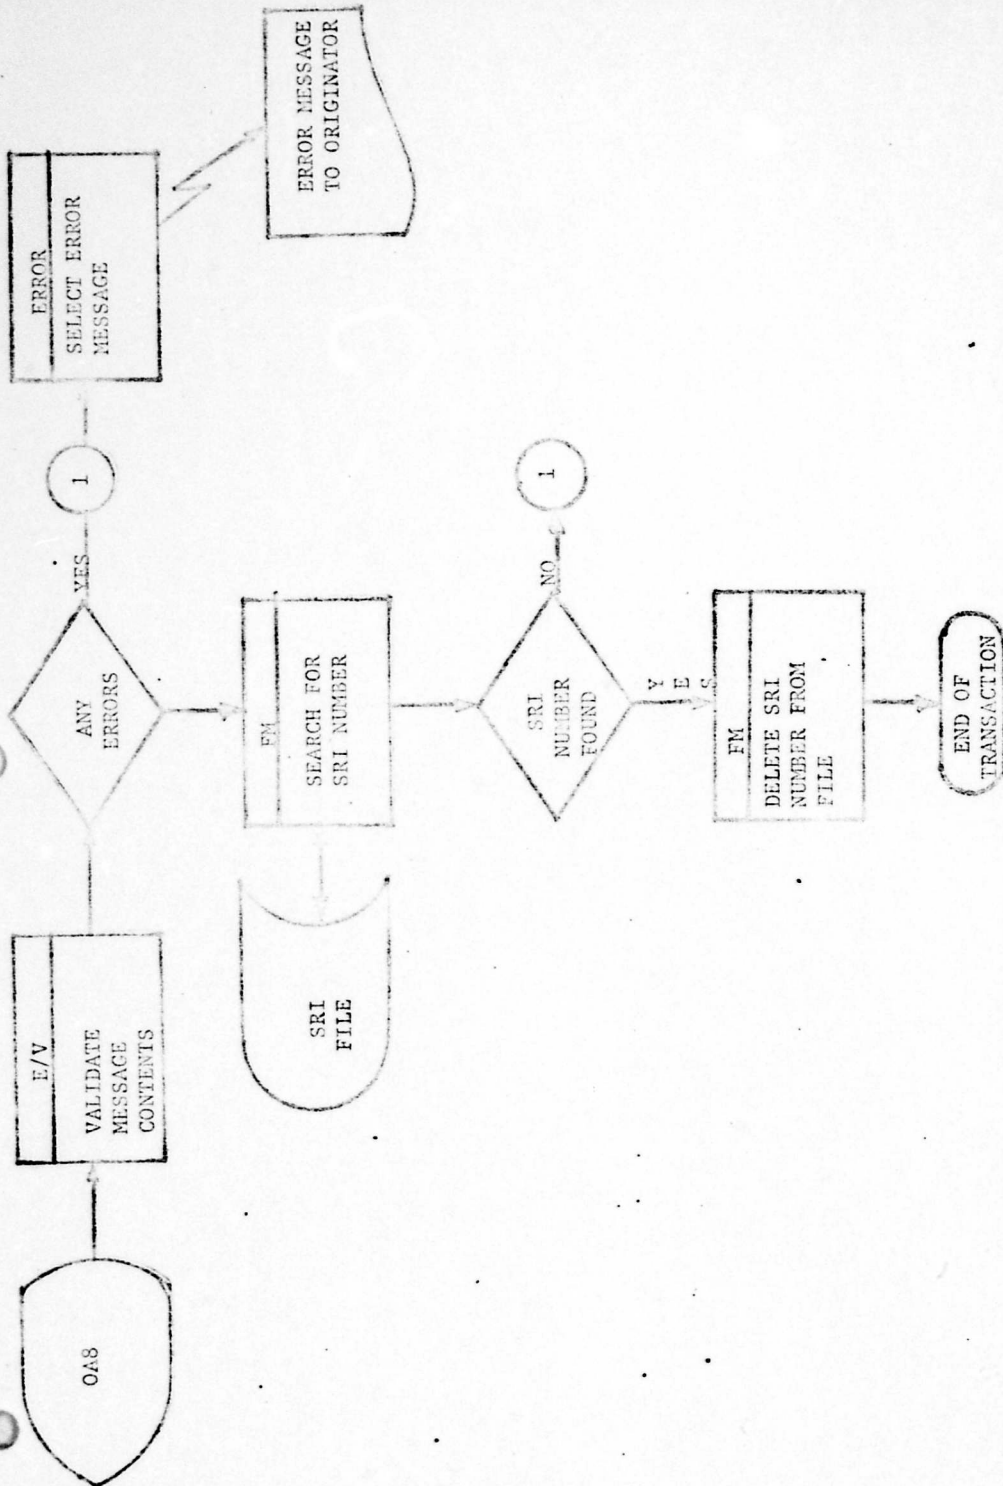 OA8
E/V
VALIDATE
MESSAGE
CONTENTS
ANY
ERRORS
YES
1
ERROR
SELECT ERROR
MESSAGE
ERROR MESSAGE
TO ORIGINATOR
SRI
FILE
FM
SEARCH FOR
SRI NUMBER
SRI
NUMBER
FOUND
NO
1
YES
FM
DELETE SRI
NUMBER FROM
FILE
END OF
TRANSACTION